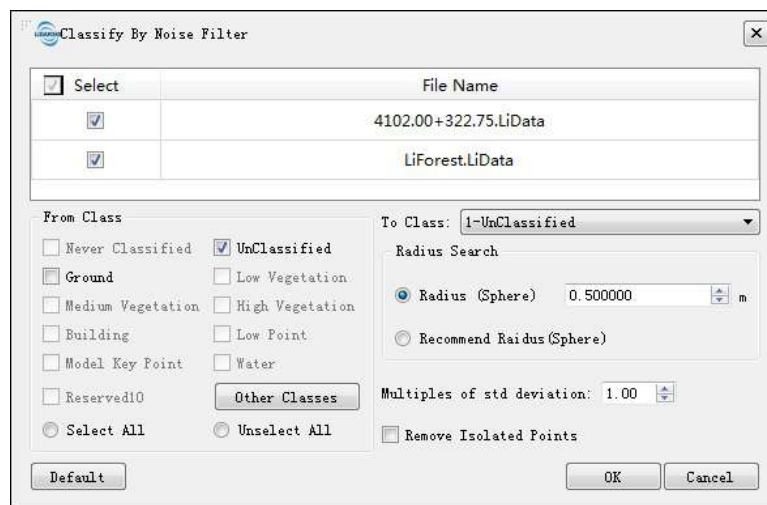 Classify By Noise Filter
Select File Name
4102.00+322.75.LiData
LiForest.LiData
From Class
Never Classified UnClassified
Ground Low Vegetation
Medium Vegetation High Vegetation
Building Low Point
Model Key Point Water
Reserved10 Other Classes
Select All Unselect All
To Class: 1-UnClassified
Radius Search
Radius (Sphere) 0.500000 m
Recommend Raidus(Sphere)
Multiples of std deviation: 1.00
Remove Isolated Points
Default OK Cancel